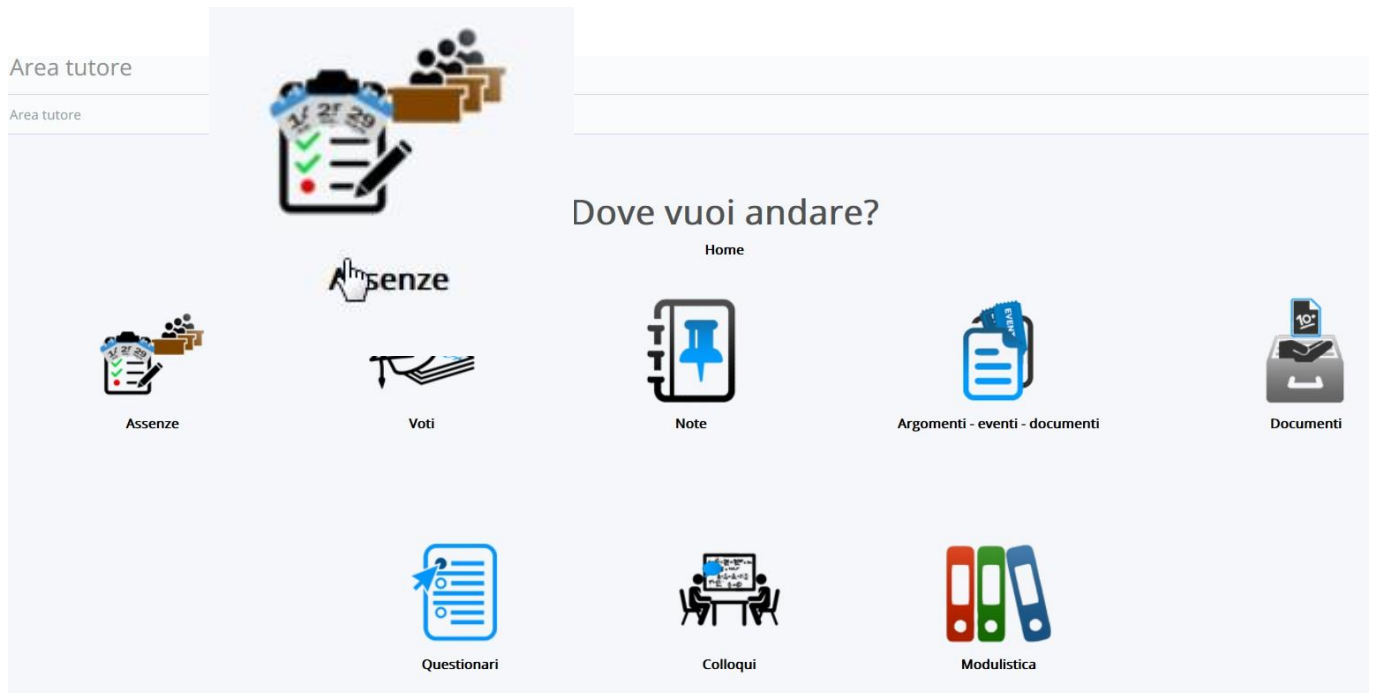 Area tutore
Area tutore
Dove vuoi andare?
Home
Assenze
Assenze
Voti
Note
Argomenti - eventi - documenti
Documenti
Questionari
Colloqui
Modulistica